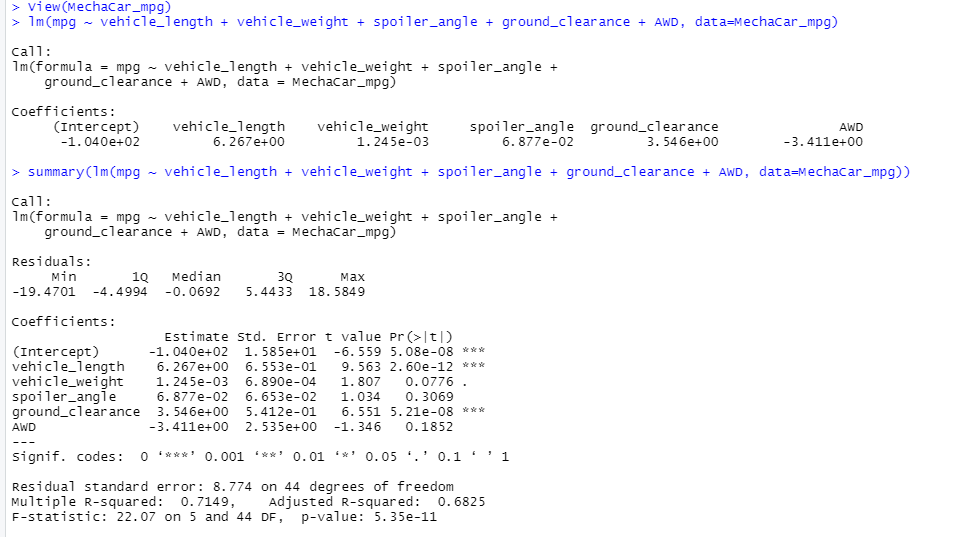 > View(MechaCar_mpg)
> lm(mpg ~ vehicle_length + vehicle_weight + spoiler_angle + ground_clearance + AWD, data=MechaCar_mpg)

Call:
lm(formula = mpg ~ vehicle_length + vehicle_weight + spoiler_angle +
    ground_clearance + AWD, data = MechaCar_mpg)

Coefficients:
     (Intercept)    vehicle_length    vehicle_weight     spoiler_angle  ground_clearance               AWD
      -1.040e+02         6.267e+00         1.245e-03         6.877e-02         3.546e+00        -3.411e+00

> summary(lm(mpg ~ vehicle_length + vehicle_weight + spoiler_angle + ground_clearance + AWD, data=MechaCar_mpg))

Call:
lm(formula = mpg ~ vehicle_length + vehicle_weight + spoiler_angle +
    ground_clearance + AWD, data = MechaCar_mpg)

Residuals:
     Min       1Q   Median       3Q      Max
-19.4701  -4.4994  -0.0692   5.4433  18.5849

Coefficients:
                   Estimate Std. Error t value Pr(>|t|)
(Intercept)      -1.040e+02  1.585e+01  -6.559 5.08e-08 ***
vehicle_length    6.267e+00  6.553e-01   9.563 2.60e-12 ***
vehicle_weight    1.245e-03  6.890e-04   1.807   0.0776 .
spoiler_angle     6.877e-02  6.653e-02   1.034   0.3069
ground_clearance  3.546e+00  5.412e-01   6.551 5.21e-08 ***
AWD              -3.411e+00  2.535e+00  -1.346   0.1852
---
Signif. codes:  0 ‘***’ 0.001 ‘**’ 0.01 ‘*’ 0.05 ‘.’ 0.1 ‘ ’ 1

Residual standard error: 8.774 on 44 degrees of freedom
Multiple R-squared:  0.7149,    Adjusted R-squared:  0.6825
F-statistic: 22.07 on 5 and 44 DF,  p-value: 5.35e-11